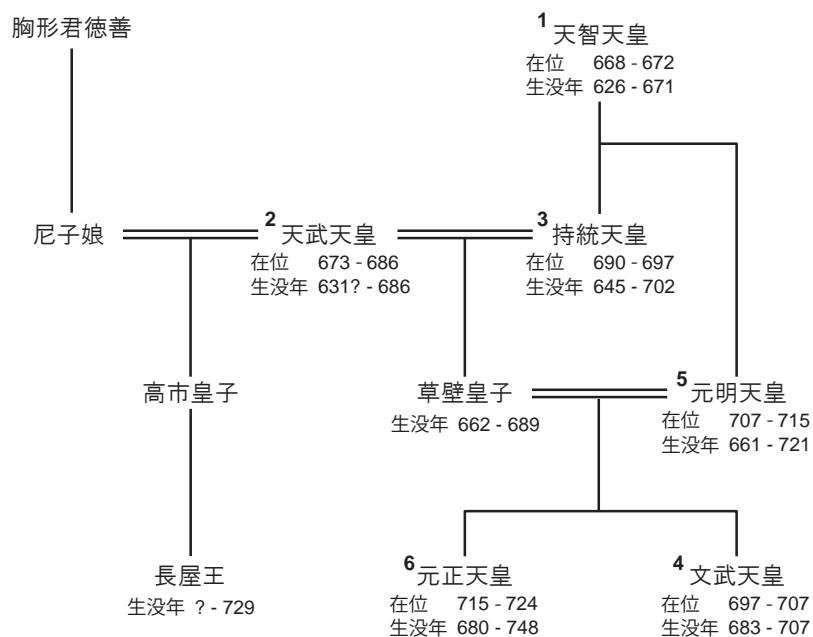 胸形君徳善
1 天智天皇
在位 668 - 672
生没年 626 - 671
尼子娘
2 天武天皇
在位 673 - 686
生没年 631? - 686
3 持統天皇
在位 690 - 697
生没年 645 - 702
高市皇子
草壁皇子
生没年 662 - 689
5 元明天皇
在位 707 - 715
生没年 661 - 721
長屋王
生没年 ? - 729
6 元正天皇
在位 715 - 724
生没年 680 - 748
4 文武天皇
在位 697 - 707
生没年 683 - 707